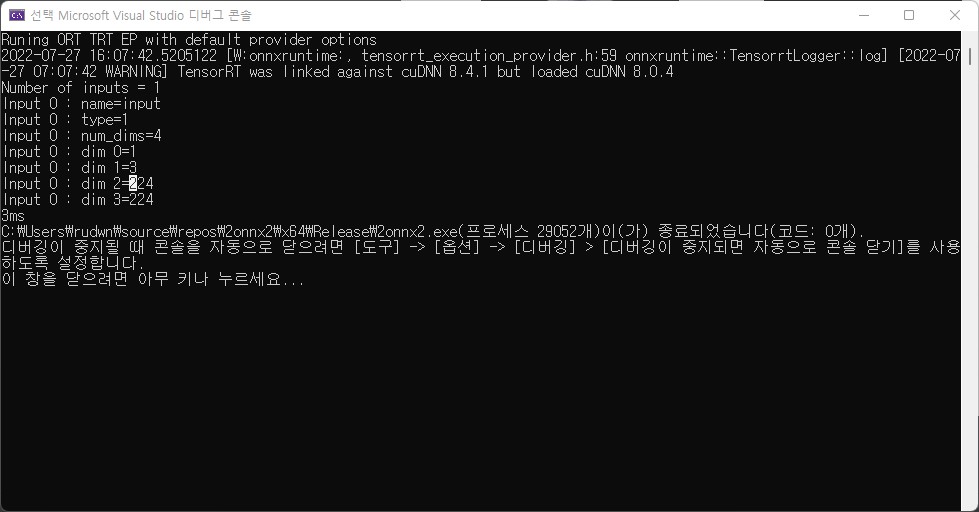 선택 Microsoft Visual Studio 디버그 콘솔
Runing ORT TRT EP with default provider options
2022-07-27 16:07:42.5205122 [W:onnxruntime:, tensorrt_execution_provider.h:59 onnxruntime::TensorrtLogger::log] [2022-07
-27 07:07:42 WARNING] TensorRT was linked against cuDNN 8.4.1 but loaded cuDNN 8.0.4
Number of inputs = 1
Input 0 : name=input
Input 0 : type=1
Input 0 : num_dims=4
Input 0 : dim 0=1
Input 0 : dim 1=3
Input 0 : dim 2=224
Input 0 : dim 3=224
3ms
C:₩Users₩rudwn₩source₩repos₩2onnx2₩x64₩Release₩2onnx2.exe(프로세스 29052개)이(가) 종료되었습니다(코드: 0개).
디버깅이 중지될 때 콘솔을 자동으로 닫으려면 [도구] -> [옵션] -> [디버깅] > [디버깅이 중지되면 자동으로 콘솔 닫기]를 사용
하도록 설정합니다.
이 창을 닫으려면 아무 키나 누르세요...